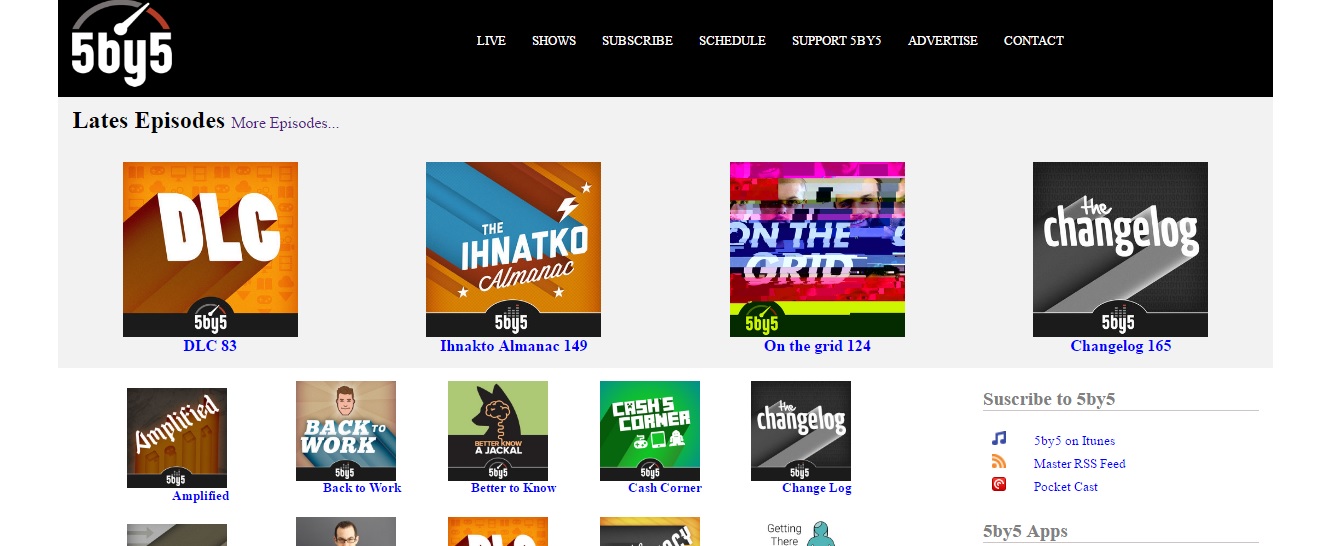 5by5
LIVE SHOWS SUBSCRIBE SCHEDULE SUPPORT 5BY5 ADVERTISE CONTACT
Lates Episodes More Episodes...
DLC
5by5
DLC 83
THE
IHNATKO
Almanac
5by5
Ihnakto Almanac 149
ON THE
GRID
5by5
On the grid 124
the
changelog
5by5
Changelog 165
Amplified
5by5
Amplified
BACK TO
WORK
5by5
Back to Work
BETTER KNOW
A JACKAL
5by5
Better to Know
CASH'S
CORNER
5by5
Cash Corner
the
changelog
5by5
Change Log
Suscribe to 5by5
5by5 on Itunes
Master RSS Feed
Pocket Cast
DLC
Getting
There
5by5 Apps